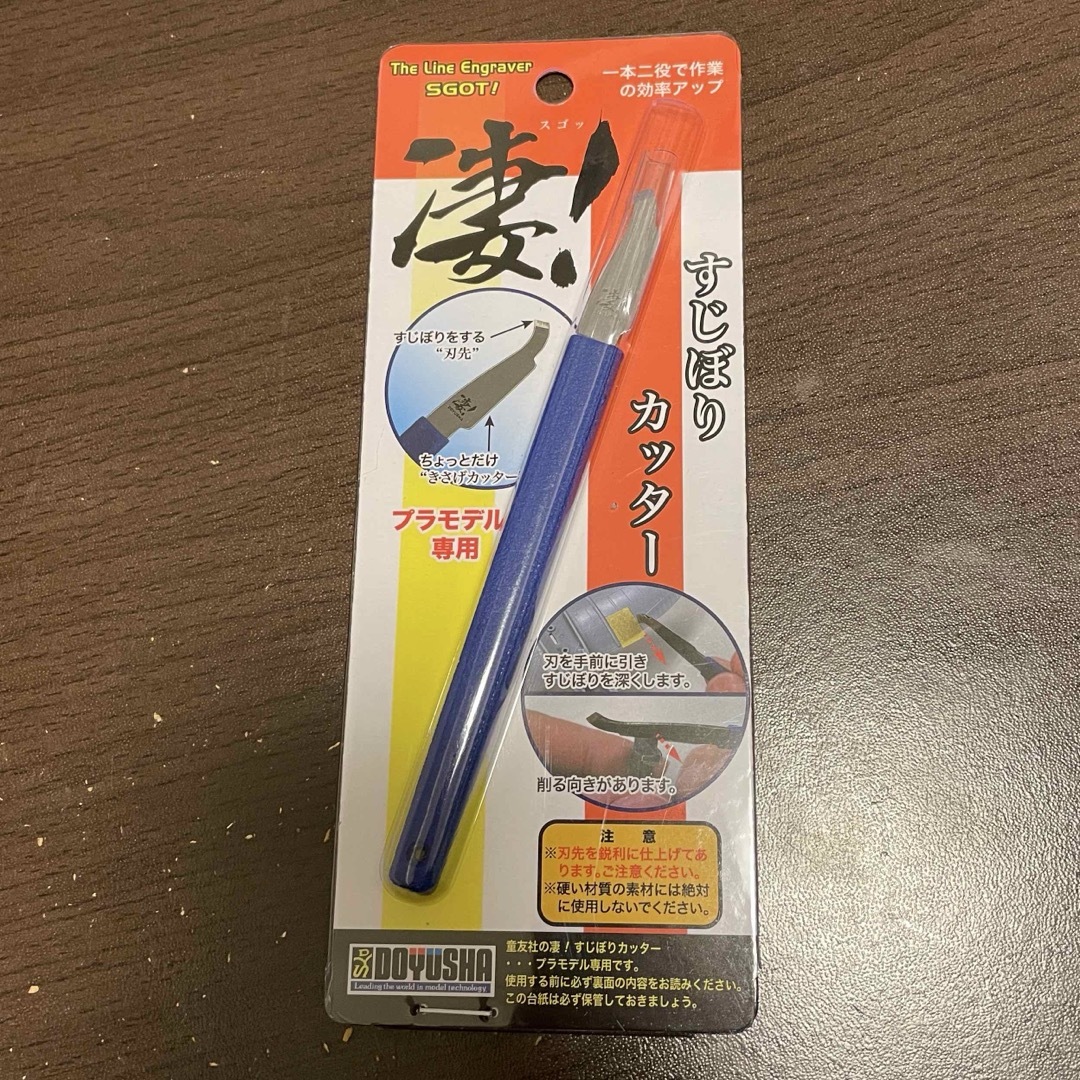 The Line Engraver
SGOT!
一本二役で作業
の効率アップ
スゴッ
凄!
すじぼり
カッター
すじぼりをする
“刃先”
凄!
ちょっとだけ
“きさげカッター
プラモデル
専用
刃を手前に引き
すじぼりを深くします。
削る向きがあります。
注 意
※刃先を鋭利に仕上げてあ
ります。ご注意ください。
※硬い材質の素材には絶対
に使用しないでください。
DOYUSHA
Leading the world in model technology.
童友社の凄!すじぼりカッター
・・・プラモデル専用です。
使用する前に必ず裏面の内容をお読みください。
この台紙は必ず保管しておきましょう。